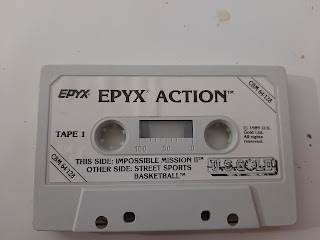 EPYX® EPYX® ACTION™
CBM 64/128
TAPE 1
© 1989 U.S.
Gold Ltd.
All rights
reserved.
100 50 0
CBM 64/128
THIS SIDE: IMPOSSIBLE MISSION II™
OTHER SIDE: STREET SPORTS
BASKETBALL™
U.S. GOLD